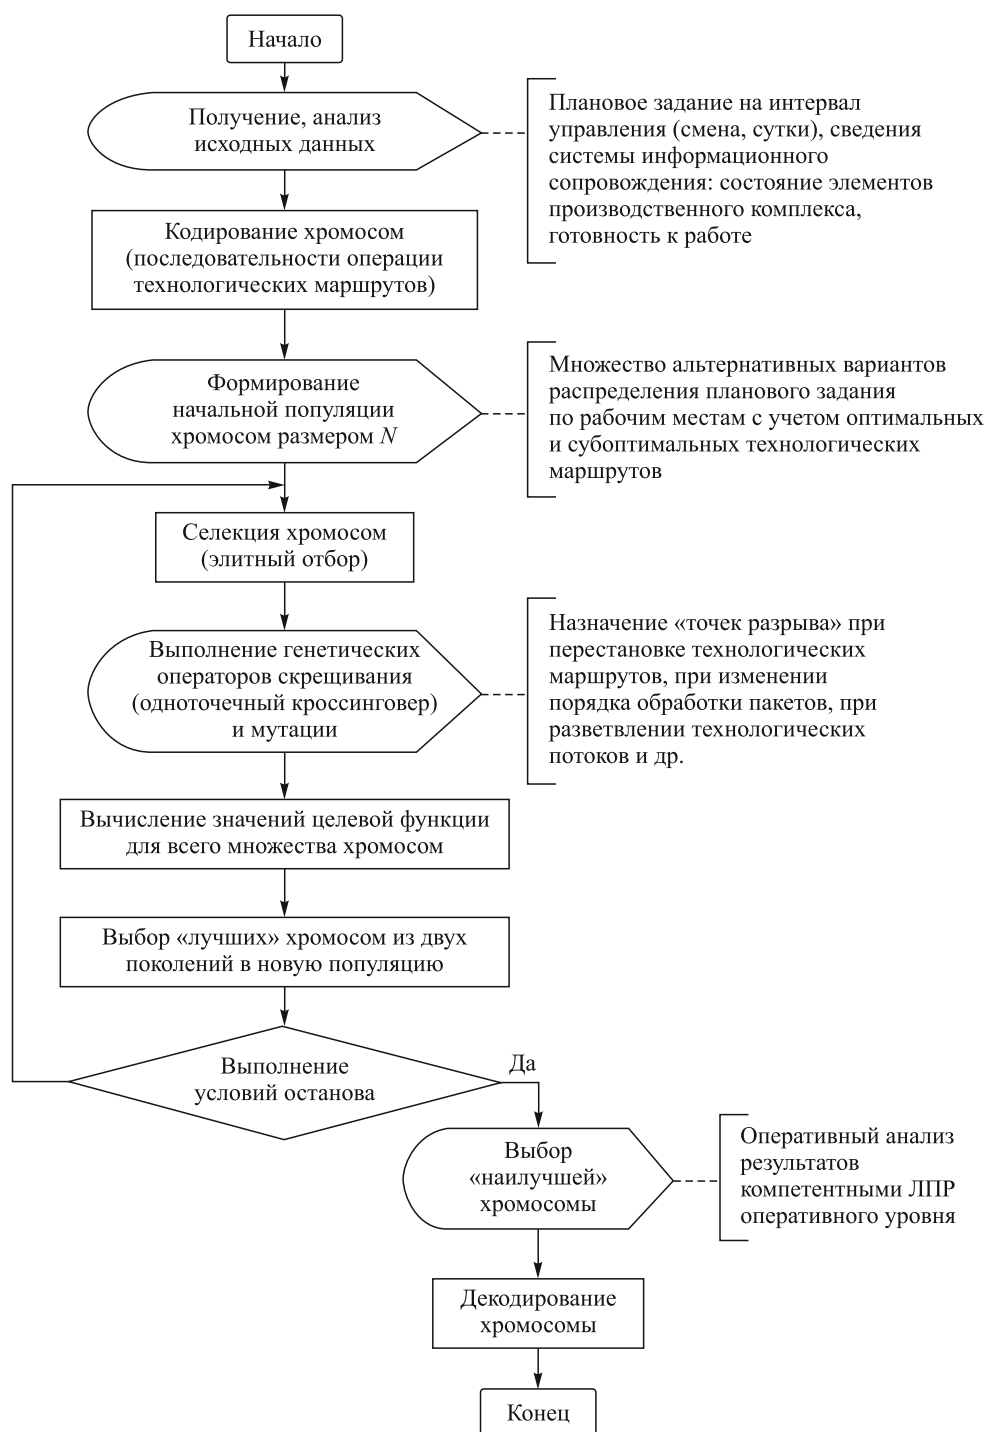 Начало
Получение, анализ
исходных данных
Плановое задание на интервал
управления (смена, сутки), сведения
системы информационного
сопровождения: состояние элементов
производственного комплекса,
готовность к работе
Кодирование хромосом
(последовательности операции
технологических маршрутов)
Формирование
начальной популяции
хромосом размером N
Множество альтернативных вариантов
распределения планового задания
по рабочим местам с учетом оптимальных
и субоптимальных технологических
маршрутов
Селекция хромосом
(элитный отбор)
Выполнение генетических
операторов скрещивания
(одноточечный кроссинговер)
и мутации
Назначение «точек разрыва» при
перестановке технологических
маршрутов, при изменении
порядка обработки пакетов, при
разветвлении технологических
потоков и др.
Вычисление значений целевой функции
для всего множества хромосом
Выбор «лучших» хромосом из двух
поколений в новую популяцию
Выполнение
условий останова
Да
Выбор
«наилучшей»
хромосомы
Оперативный анализ
результатов
компетентными ЛПР
оперативного уровня
Декодирование
хромосомы
Конец